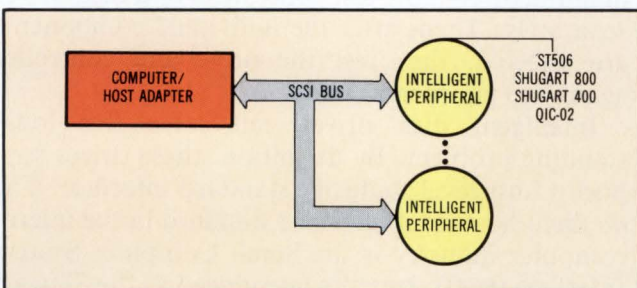 COMPUTER/
HOST ADAPTER
SCSI BUS
INTELLIGENT
PERIPHERAL
ST506
SHUGART 800
SHUGART 400
QIC-02
INTELLIGENT
PERIPHERAL